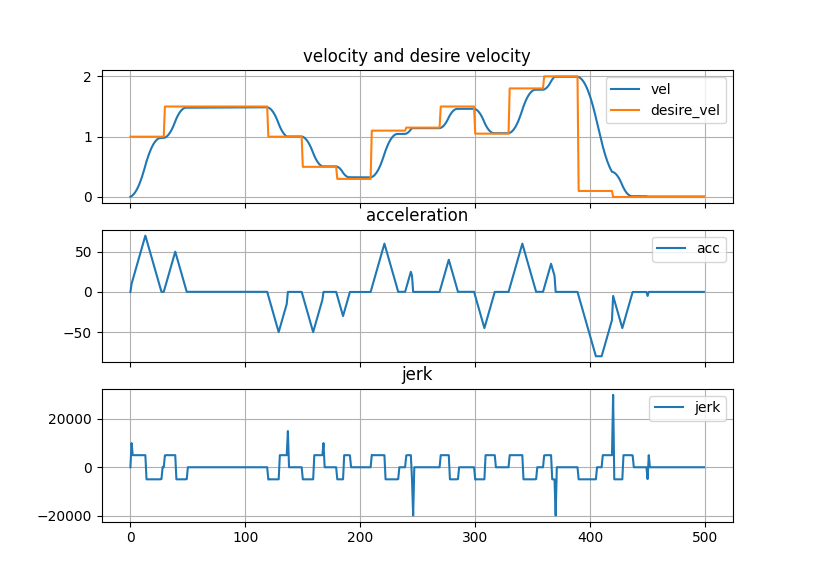 velocity and desire velocity
2
1
0
vel
desire_vel
acceleration
50
0
−50
acc
jerk
20000
0
−20000
jerk
0 100 200 300 400 500